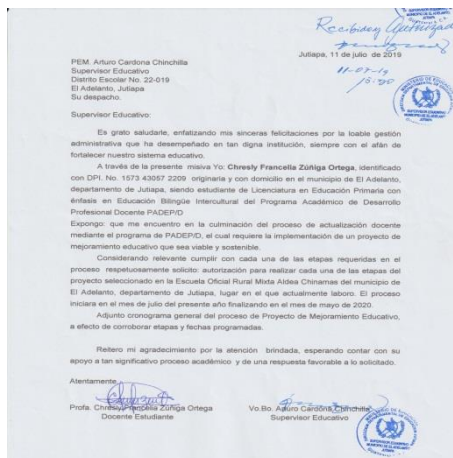 Recibido y Autorizado
Jutiapa, 11 de julio de 2019
11-07-19
PEM. Arturo Cardona Chinchilla
Supervisor Educativo
Distrito Escolar No. 22-019
El Adelanto, Jutiapa
Su despacho.
Supervisor Educativo:
Es grato saludarle, enfatizando mis sinceras felicitaciones por la loable gestión
administrativa que ha desempeñado en tan digna institución, siempre con el afán de
fortalecer nuestro sistema educativo.
A través de la presente misiva Yo: Chresly Francelia Zúñiga Ortega, identificado
con DPI. No. 1573 43057 2209 originaria y con domicilio en el municipio de El Adelanto,
departamento de Jutiapa, siendo estudiante de Licenciatura en Educación Primaria con
énfasis en Educación Bilingüe Intercultural del Programa Académico de Desarrollo
Profesional Docente PADEP/D
Expongo: que me encuentro en la culminación del proceso de actualización docente
mediante el programa de PADEP/D, el cual requiere la implementación de un proyecto de
mejoramiento educativo que sea viable y sostenible.
Considerando relevante cumplir con cada una de las etapas requeridas en el
proceso respetuosamente solicito: autorización para realizar cada una de las etapas del
proyecto seleccionado en la Escuela Oficial Rural Mixta Aldea Chinamas del municipio de
El Adelanto, departamento de Jutiapa, lugar en el que actualmente laboro. El proceso
iniciara en el mes de julio del presente año finalizando en el mes de mayo de 2020.
Adjunto cronograma general del proceso de Proyecto de Mejoramiento Educativo,
a efecto de corroborar etapas y fechas programadas.
Reitero mi agradecimiento por la atención brindada, esperando contar con su
apoyo a tan significativo proceso académico y de una respuesta favorable a lo solicitado.
Atentamente,
Profa. Chresly Francelia Zúñiga Ortega
Docente Estudiante
Vo.Bo. Arturo Cardona Chinchilla
Supervisor Educativo